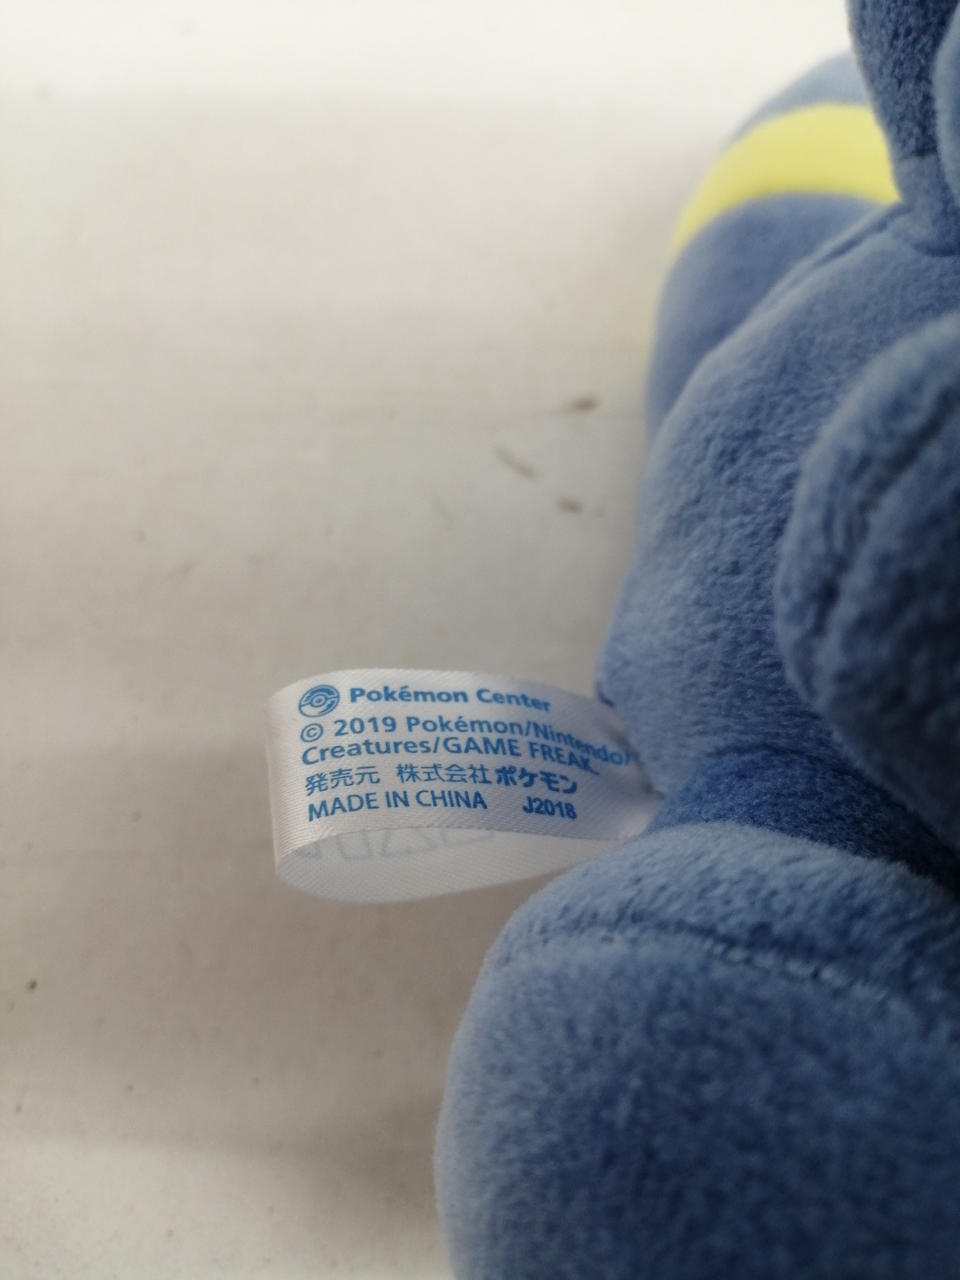 Pokémon Center
© 2019 Pokémon/Nintendo/
Creatures/GAME FREAK.
発売元 株式会社ポケモン
MADE IN CHINA J2018